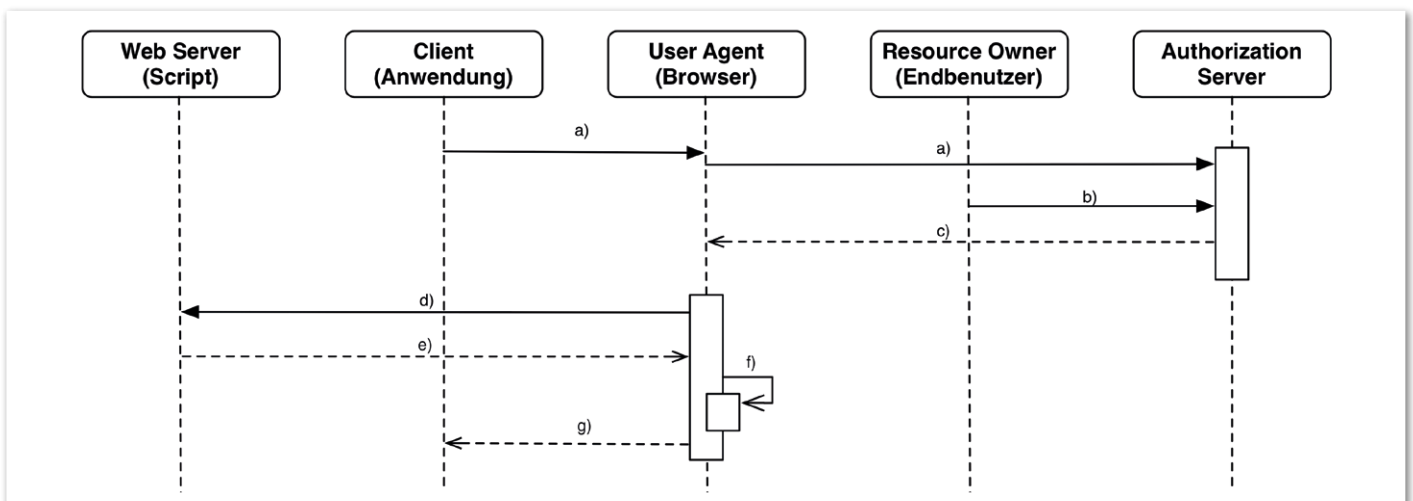 Web Server
(Script)
Client
(Anwendung)
User Agent
(Browser)
Resource Owner
(Endbenutzer)
Authorization
Server
a)
a)
b)
c)
d)
e)
f)
g)